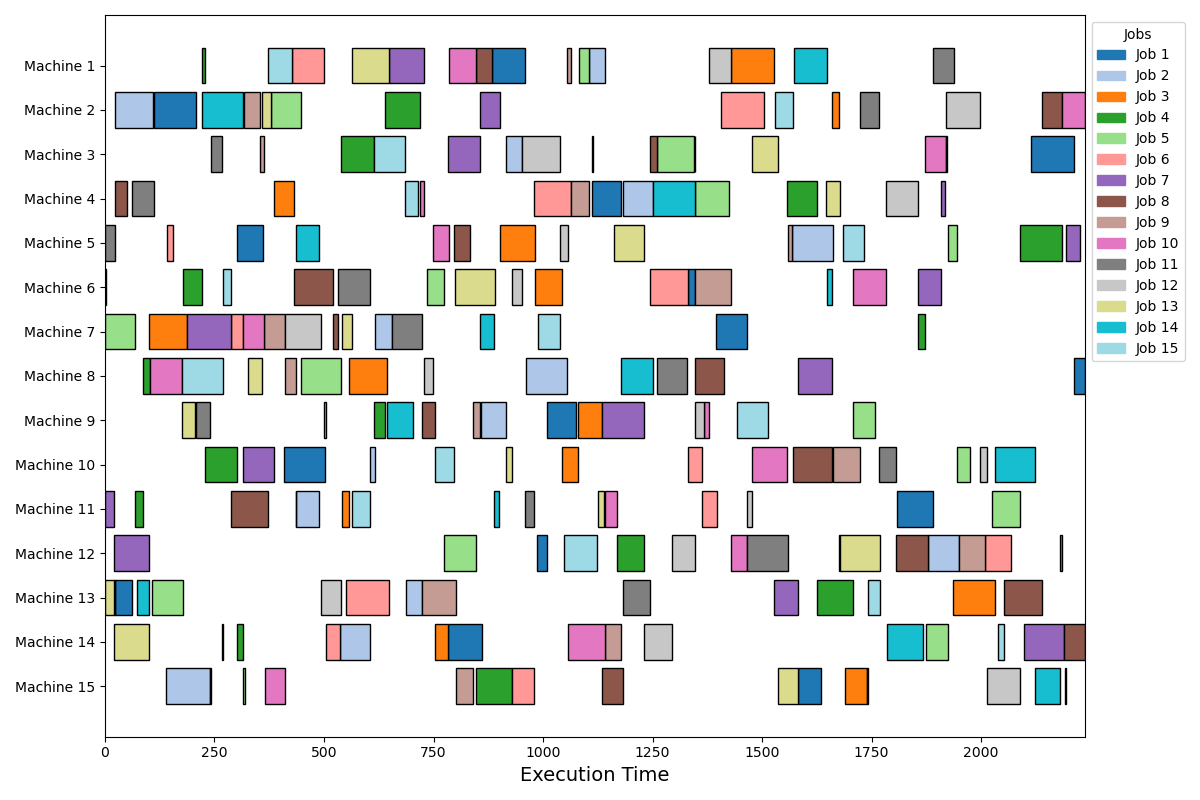 Machine 1
Machine 2
Machine 3
Machine 4
Machine 5
Machine 6
Machine 7
Machine 8
Machine 9
Machine 10
Machine 11
Machine 12
Machine 13
Machine 14
Machine 15
0 250 500 750 1000 1250 1500 1750 2000
Execution Time
Jobs
Job 1
Job 2
Job 3
Job 4
Job 5
Job 6
Job 7
Job 8
Job 9
Job 10
Job 11
Job 12
Job 13
Job 14
Job 15